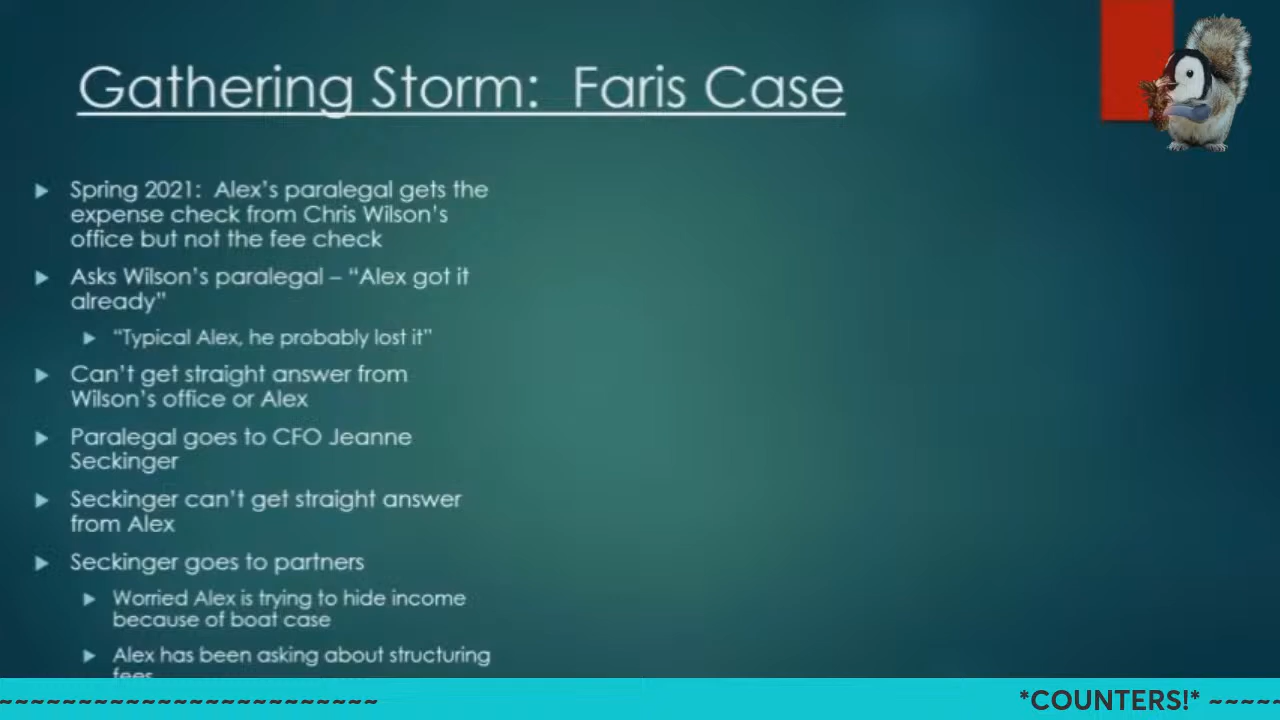 Gathering Storm: Faris Case
Spring 2021: Alex's paralegal gets the
expense check from Chris Wilson's
office but not the fee check
Asks Wilson's paralegal – "Alex got it
already"
"Typical Alex, he probably lost it"
Can't get straight answer from
Wilson's office or Alex
Paralegal goes to CFO Jeanne
Seckinger
Seckinger can't get straight answer
from Alex
Seckinger goes to partners
Worried Alex is trying to hide income
because of boat case
Alex has been asking about structuring
fees
~~~~~~~~~~~~~~~~~~~~~~~~~ *COUNTERS!* ~~~~~